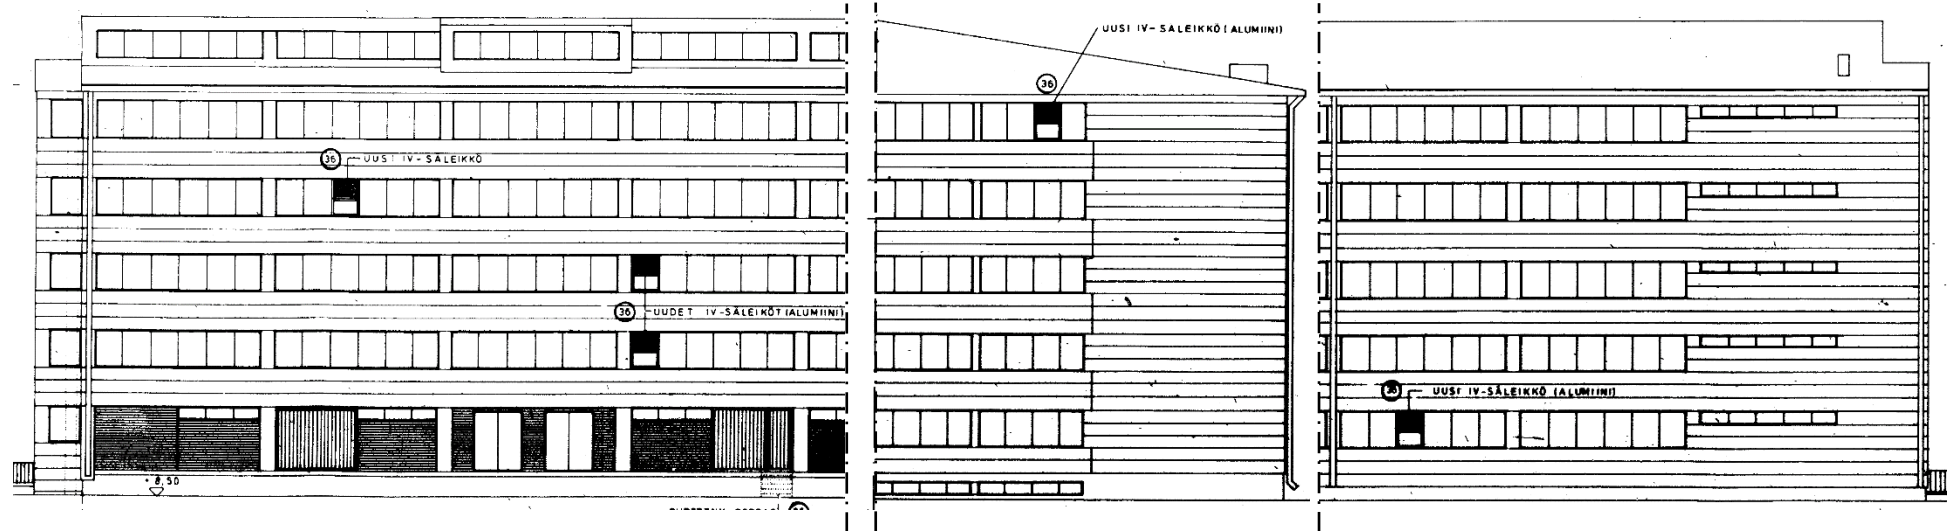 UUSI IV-SÄLEIKKÖ (ALUMIINI)
36
36 UUSI IV-SÄLEIKKÖ
36 UUDET IV-SÄLEIKÖT (ALUMIINI)
36 UUSI IV-SÄLEIKKÖ (ALUMIINI)
+ 8,50